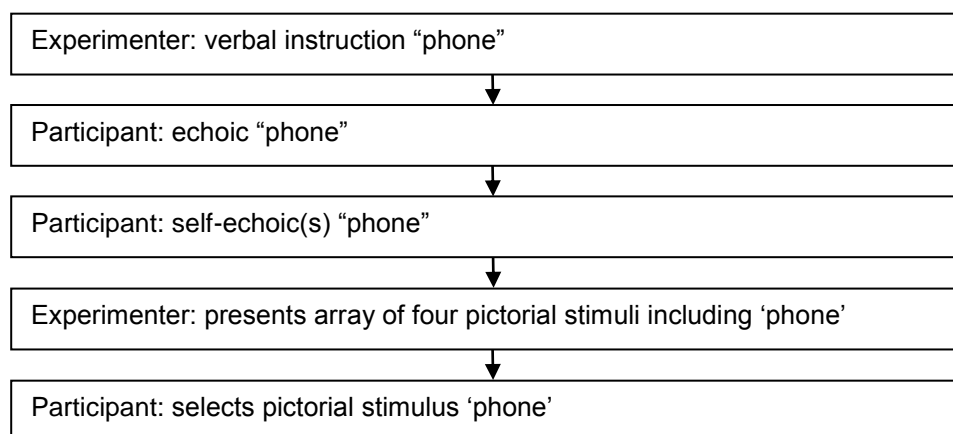 Experimenter: verbal instruction “phone”
Participant: echoic “phone”
Participant: self-echoic(s) “phone”
Experimenter: presents array of four pictorial stimuli including ‘phone’
Participant: selects pictorial stimulus ‘phone’